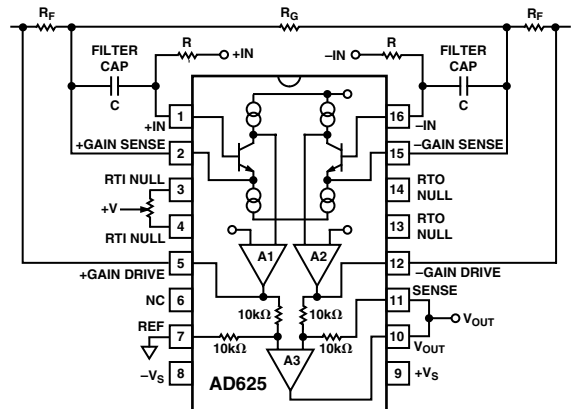 RF RG RF
FILTER CAP R +IN −IN R FILTER CAP
C C
1 16
+IN −IN
+GAIN SENSE 2 15 −GAIN SENSE
RTI NULL 3 14 RTO NULL
+V
RTI NULL 4 13 RTO NULL
A1 A2
5 12
+GAIN DRIVE −GAIN DRIVE
NC 6 11 SENSE
10kΩ 10kΩ
VOUT
REF 7 10kΩ 10kΩ 10 VOUT
A3
−VS 8 AD625 9 +VS